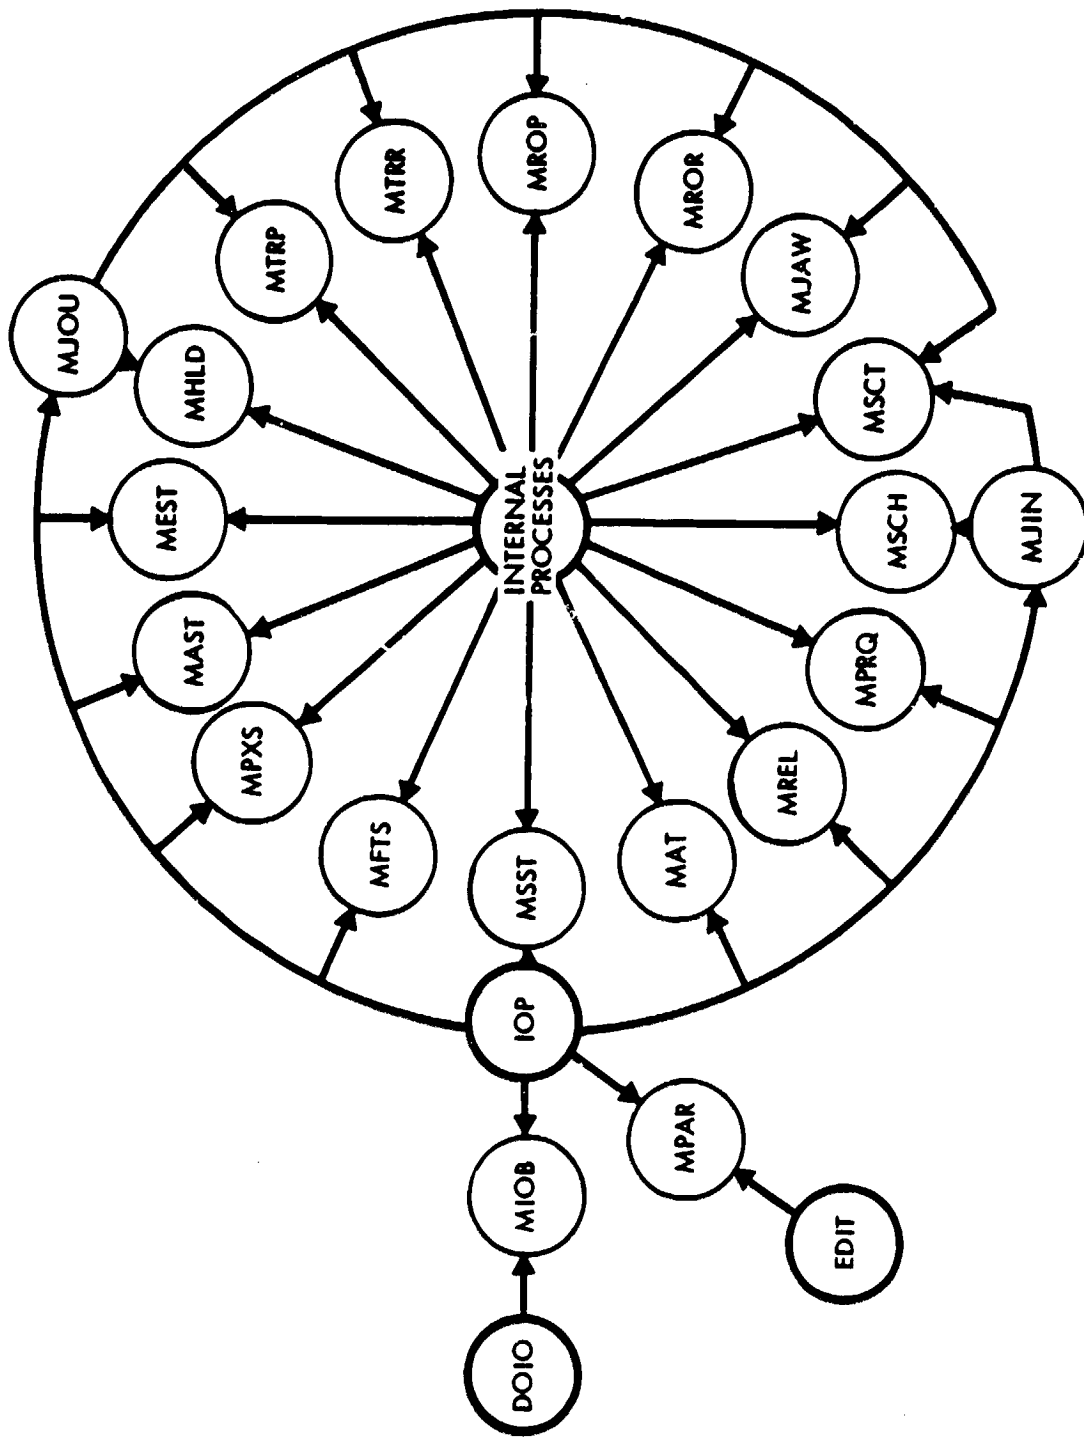 MJOU
MTRP
MTRR
MROP
MROR
MJAW
MHLD
MEST
MAST
MPXS
MFTS
INTERNAL
PROCESSES
MSCT
MSCH
MJIN
MPRQ
MREL
MAT
MSST
IOP
MIOB
MPAR
DOIO
EDIT